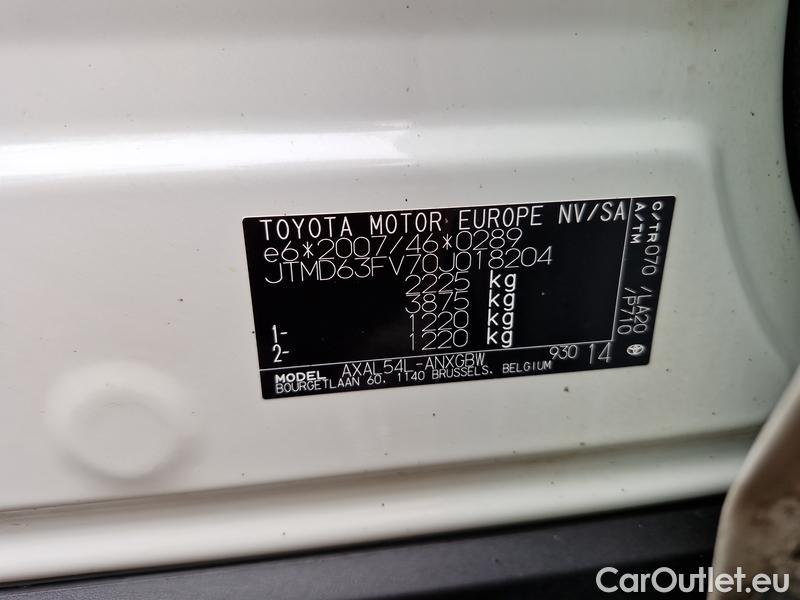 TOYOTA MOTOR EUROPE NV/SA
e6*2007/46*0289
JTMD63FV70J018204
2225 kg
3875 kg
1- 1220 kg
2- 1220 kg
MODEL AXAL54L-ANXGBW 930 14
BOURGETLAAN 60, 1140 BRUSSELS, BELGIUM
C/TR 070 /LA20
A/TM /P710
CarOutlet.eu